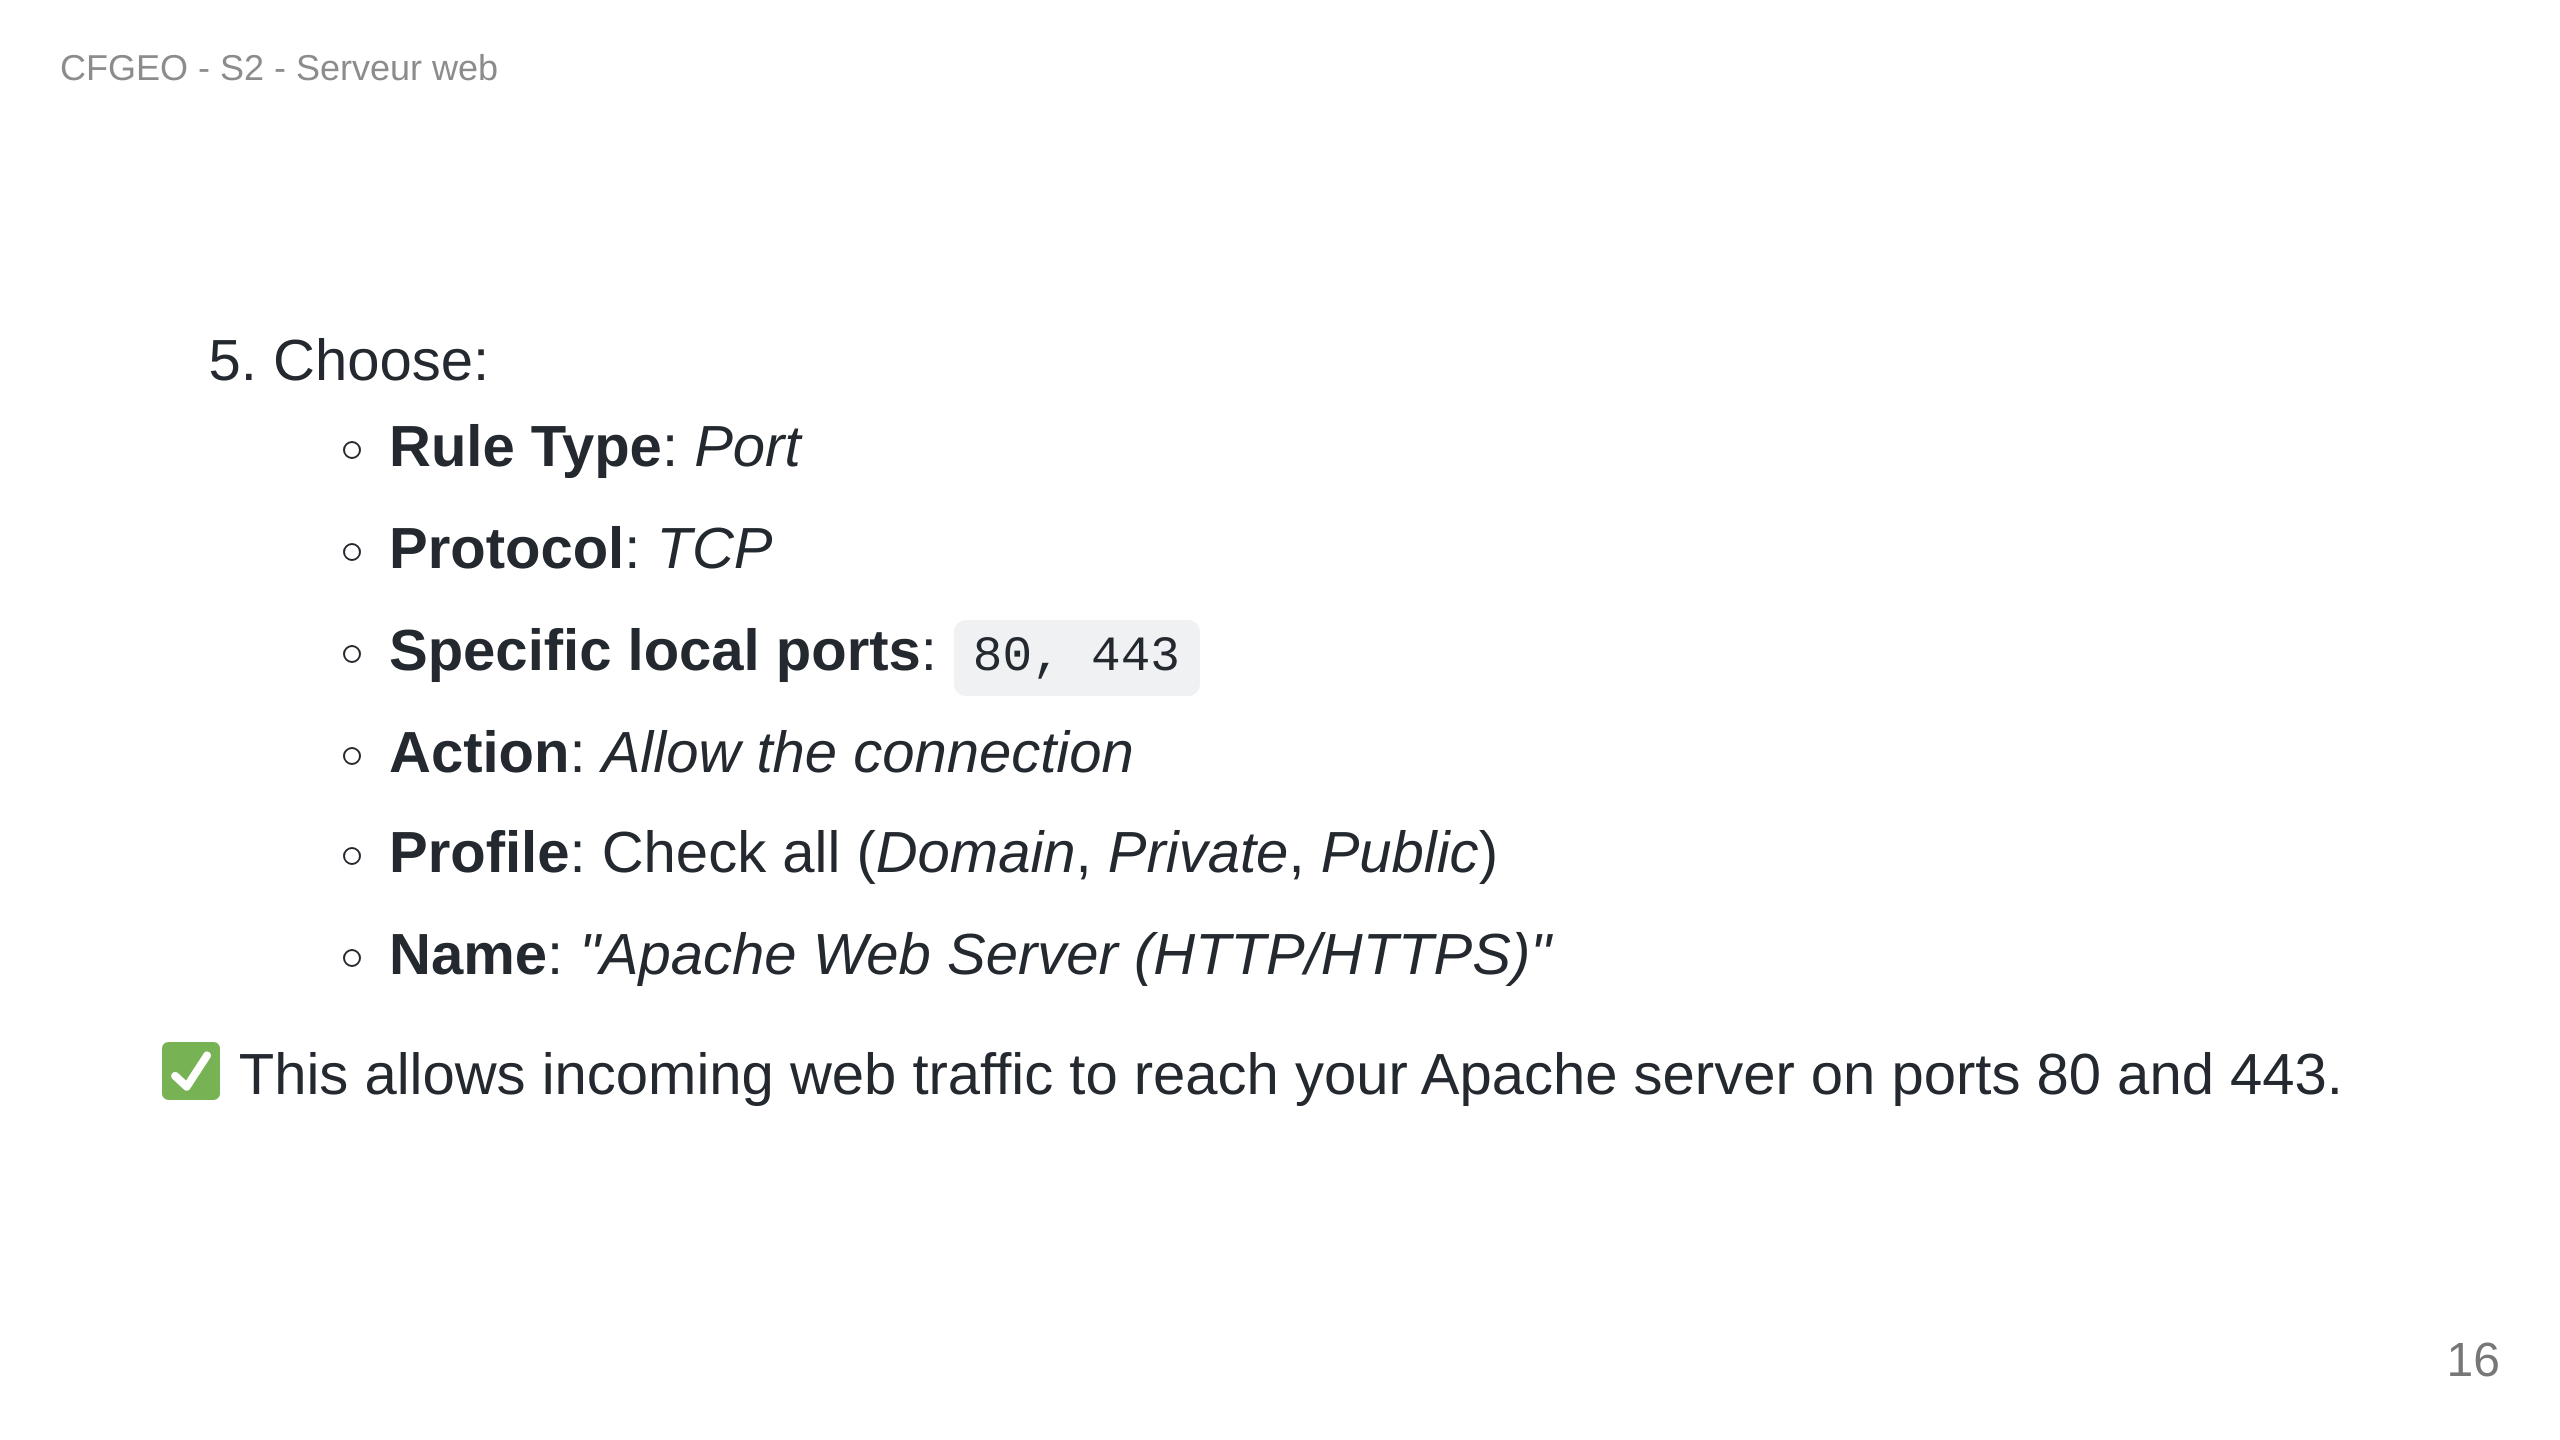 CFGEO - S2 - Serveur web
5. Choose:
Rule Type: Port
Protocol: TCP
Specific local ports: 80, 443
Action: Allow the connection
Profile: Check all (Domain, Private, Public)
Name: "Apache Web Server (HTTP/HTTPS)"
✅ This allows incoming web traffic to reach your Apache server on ports 80 and 443.
16